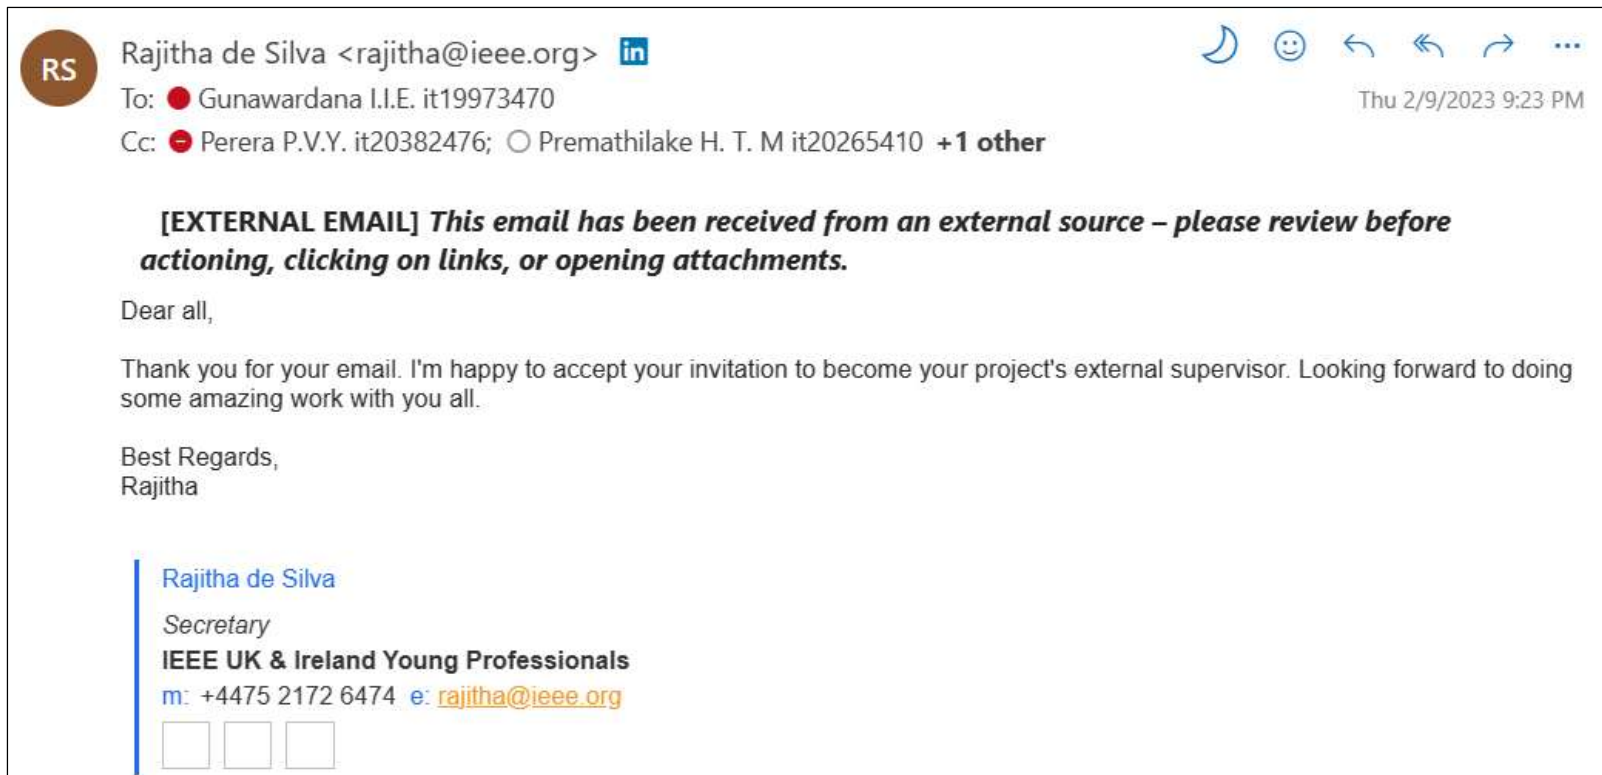 RS
Rajitha de Silva <rajitha@ieee.org> in
To: Gunawardana I.I.E. it19973470
Thu 2/9/2023 9:23 PM
Cc: Perera P.V.Y. it20382476; Premathilake H. T. M it20265410 +1 other
[EXTERNAL EMAIL] This email has been received from an external source – please review before
actioning, clicking on links, or opening attachments.
Dear all,
Thank you for your email. I'm happy to accept your invitation to become your project's external supervisor. Looking forward to doing
some amazing work with you all.
Best Regards,
Rajitha
Rajitha de Silva
Secretary
IEEE UK & Ireland Young Professionals
m: +4475 2172 6474 e: rajitha@ieee.org